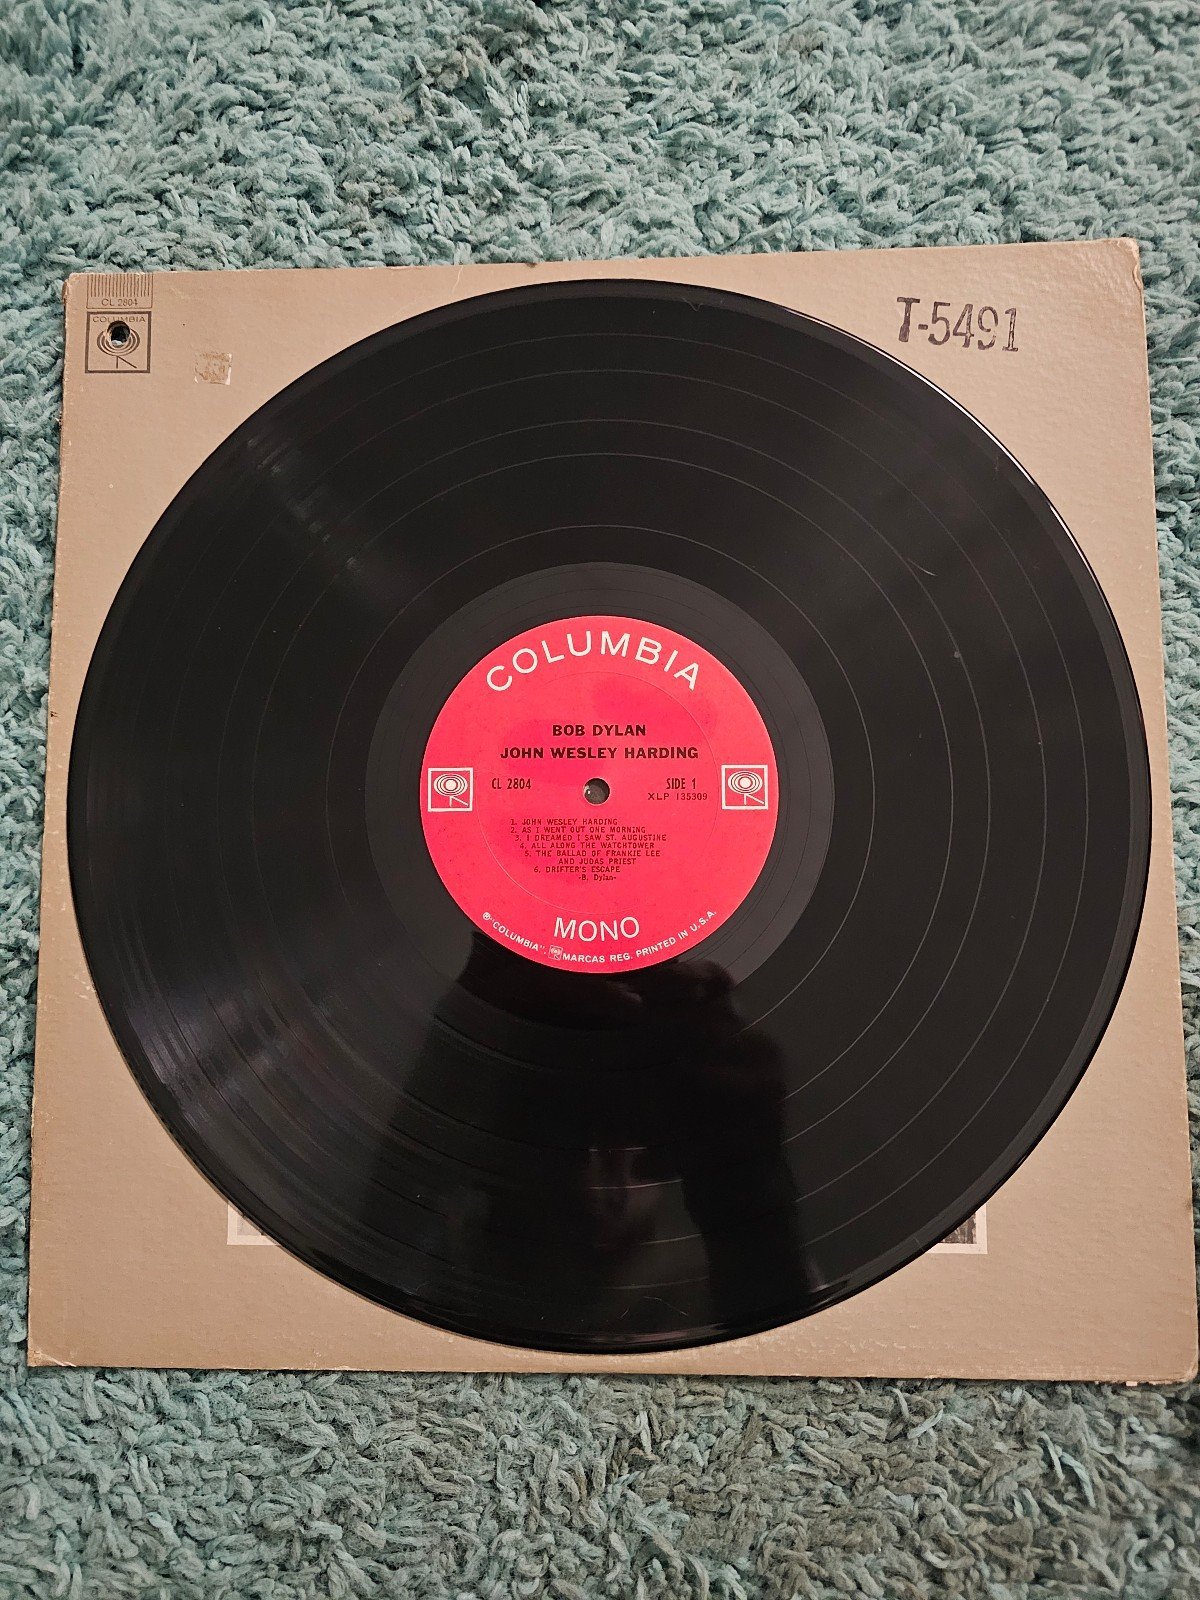 CL 2804
COLUMBIA
T-5491
COLUMBIA
BOB DYLAN
JOHN WESLEY HARDING
CL 2804
SIDE 1
XLP 135309
1. JOHN WESLEY HARDING
2. AS I WENT OUT ONE MORNING
3. I DREAMED I SAW ST. AUGUSTINE
4. ALL ALONG THE WATCHTOWER
5. THE BALLAD OF FRANKIE LEE
AND JUDAS PRIEST
6. DRIFTER'S ESCAPE
-B. Dylan-
MONO
®"COLUMBIA", MARCAS REG. PRINTED IN U.S.A.